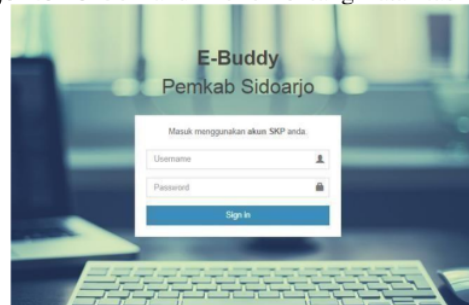 E-Buddy
Pemkab Sidoarjo
Masuk menggunakan akun SKP anda
Username
Password
Sign in